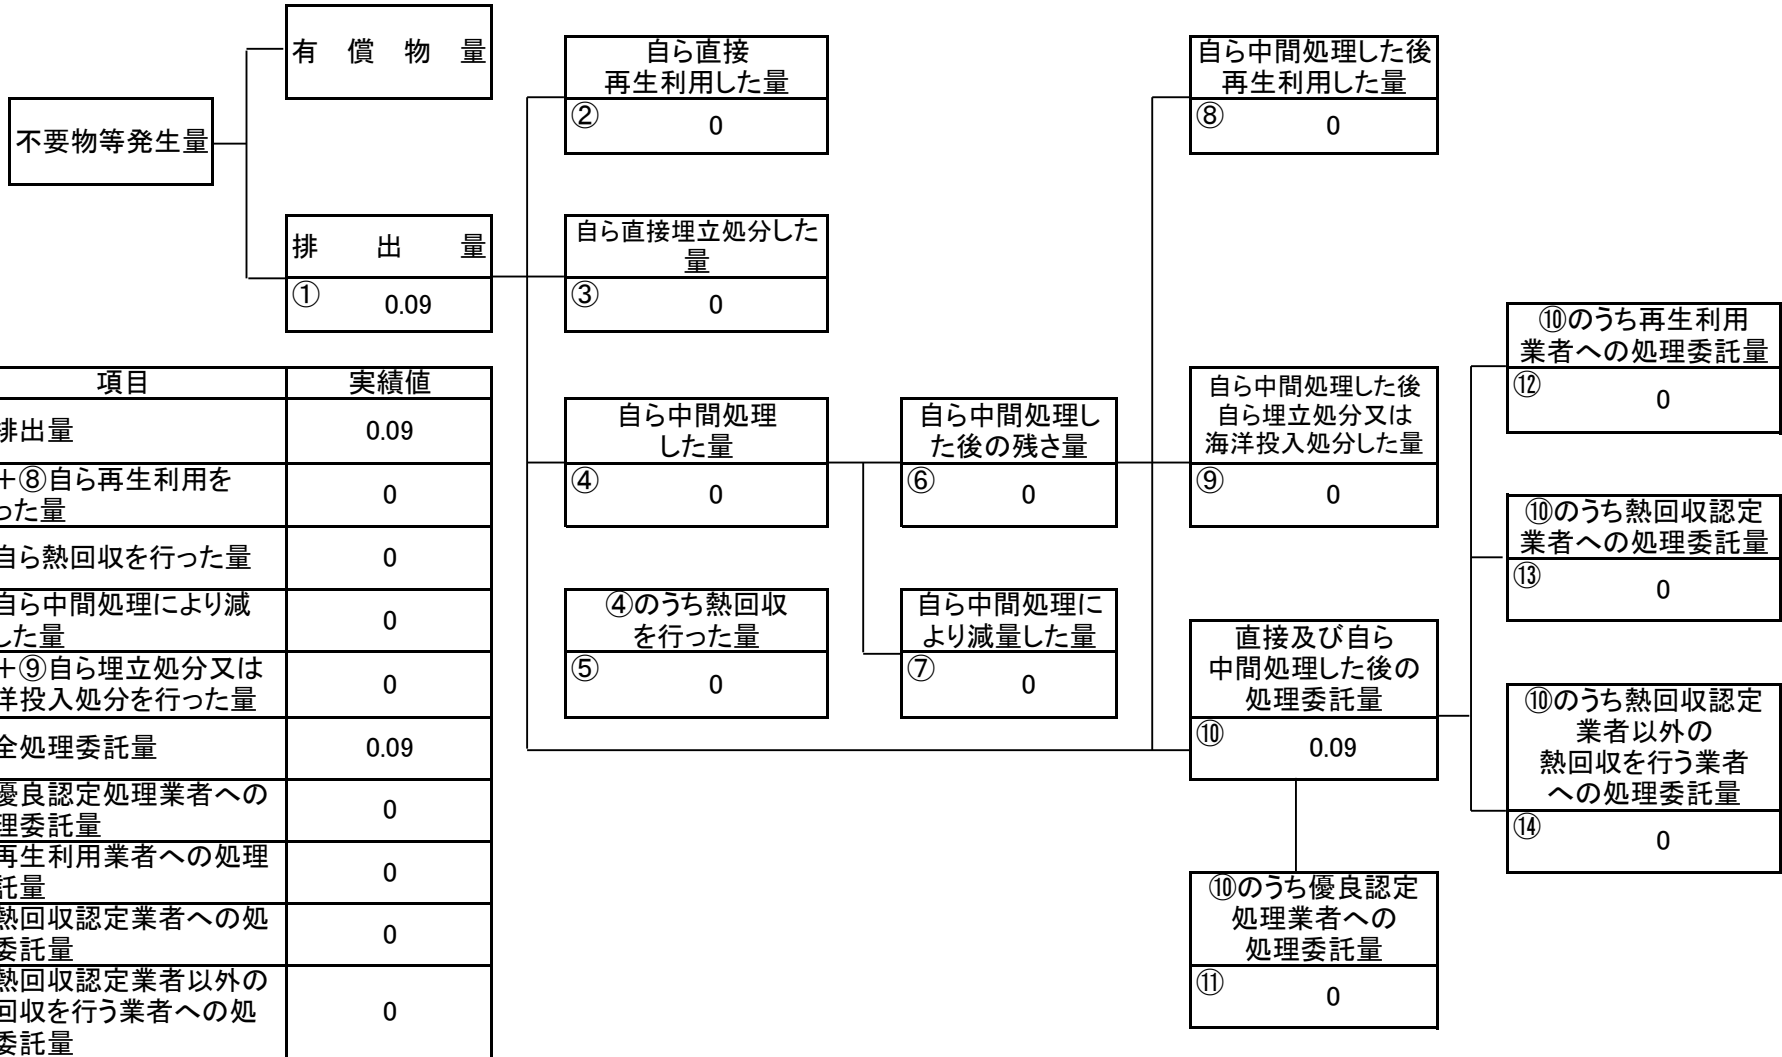 有償物量
不要物等発生量
排出量
①
0.09
自ら直接
再生利用した量
②
0
自ら直接埋立処分した
量
③
0
自ら中間処理
した量
④
0
④のうち熱回収
を行った量
⑤
0
自ら中間処理し
た後の残さ量
⑥
0
自ら中間処理に
より減量した量
⑦
0
自ら中間処理した後
再生利用した量
⑧
0
自ら中間処理した後
自ら埋立処分又は
海洋投入処分した量
⑨
0
直接及び自ら
中間処理した後の
処理委託量
⑩
0.09
⑩のうち優良認定
処理業者への
処理委託量
⑪
0
⑩のうち再生利用
業者への処理委託量
⑫
0
⑩のうち熱回収認定
業者への処理委託量
⑬
0
⑩のうち熱回収認定
業者以外の
熱回収を行う業者
への処理委託量
⑭
0
項目
実績値
排出量
0.09
+⑧自ら再生利用を
った量
0
自ら熱回収を行った量
0
自ら中間処理により減
した量
0
+⑨自ら埋立処分又は
洋投入処分を行った量
0
全処理委託量
0.09
優良認定処理業者への
理委託量
0
再生利用業者への処理
託量
0
熱回収認定業者への処
委託量
0
熱回収認定業者以外の
回収を行う業者への処
委託量
0